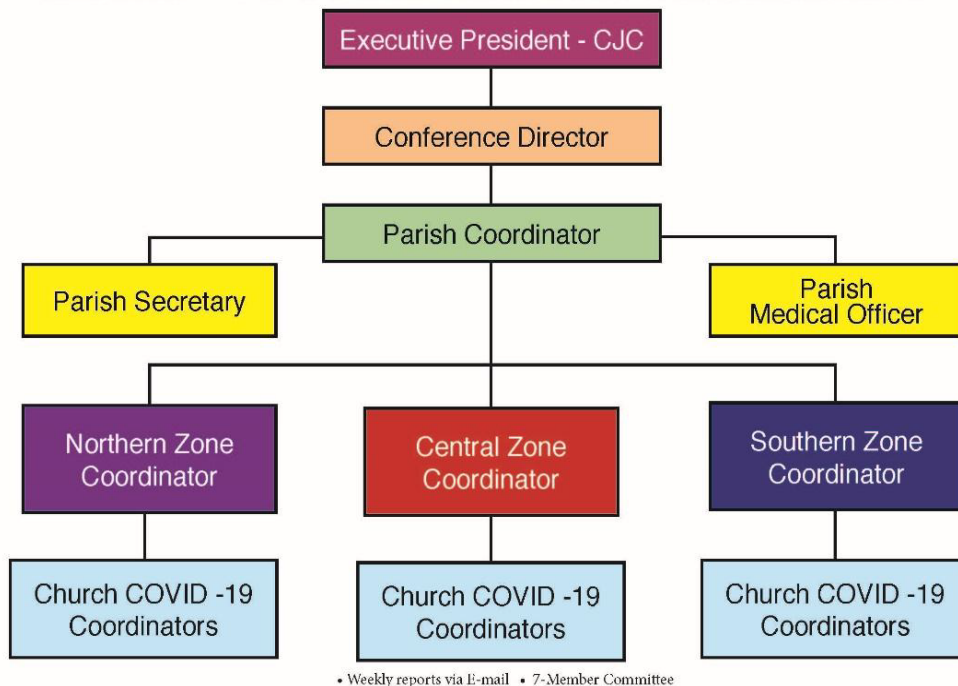 Executive President - CJC
Conference Director
Parish Coordinator
Parish Secretary
Parish
Medical Officer
Northern Zone
Coordinator
Central Zone
Coordinator
Southern Zone
Coordinator
Church COVID -19
Coordinators
Church COVID -19
Coordinators
Church COVID -19
Coordinators
• Weekly reports via E-mail • 7-Member Committee